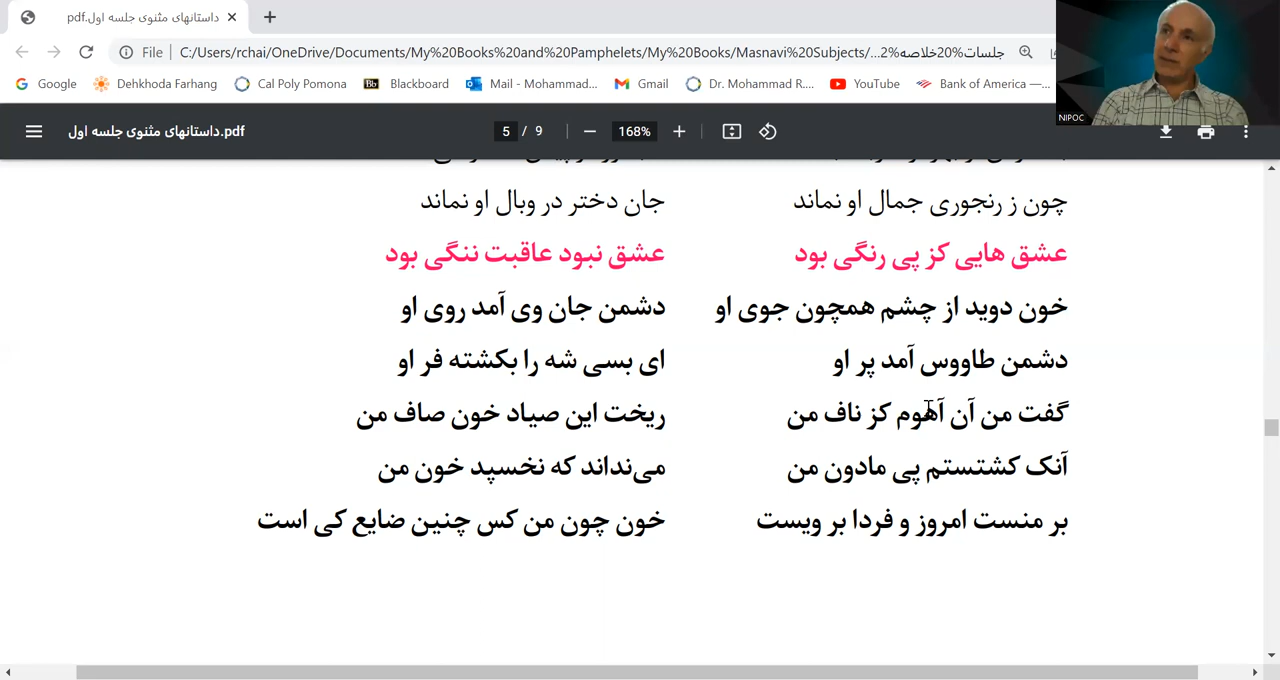 داستانهای مثنوی جلسه اول.pdf
File C:/Users/rchai/OneDrive/Documents/My%20Books%20and%20Pamphelets/My%20Books/Masnavi%20Subjects/جلسات%20خلاصه%2...
Google Dehkhoda Farhang Cal Poly Pomona Bb Blackboard Mail - Mohammad... Gmail Dr. Mohammad R.... YouTube Bank of America —...
NIPOC
داستانهای مثنوی جلسه اول.pdf 5 / 9 168%
چون ز رنجوری جمال او نماند جان دختر در وبال او نماند
عشق هایی کز پی رنگی بود عشق نبود عاقبت ننگی بود
خون دوید از چشم همچون جوی او دشمن جان وی آمد روی او
دشمن طاووس آمد پر او ای بسی شه را بکشته فر او
گفت من آن آهوم کز ناف من ریخت این صیاد خون صاف من
آنک کشتستم پی مادون من می‌نداند که نخسپد خون من
بر منست امروز و فردا بر ویست خون چون من کس چنین ضایع کی است